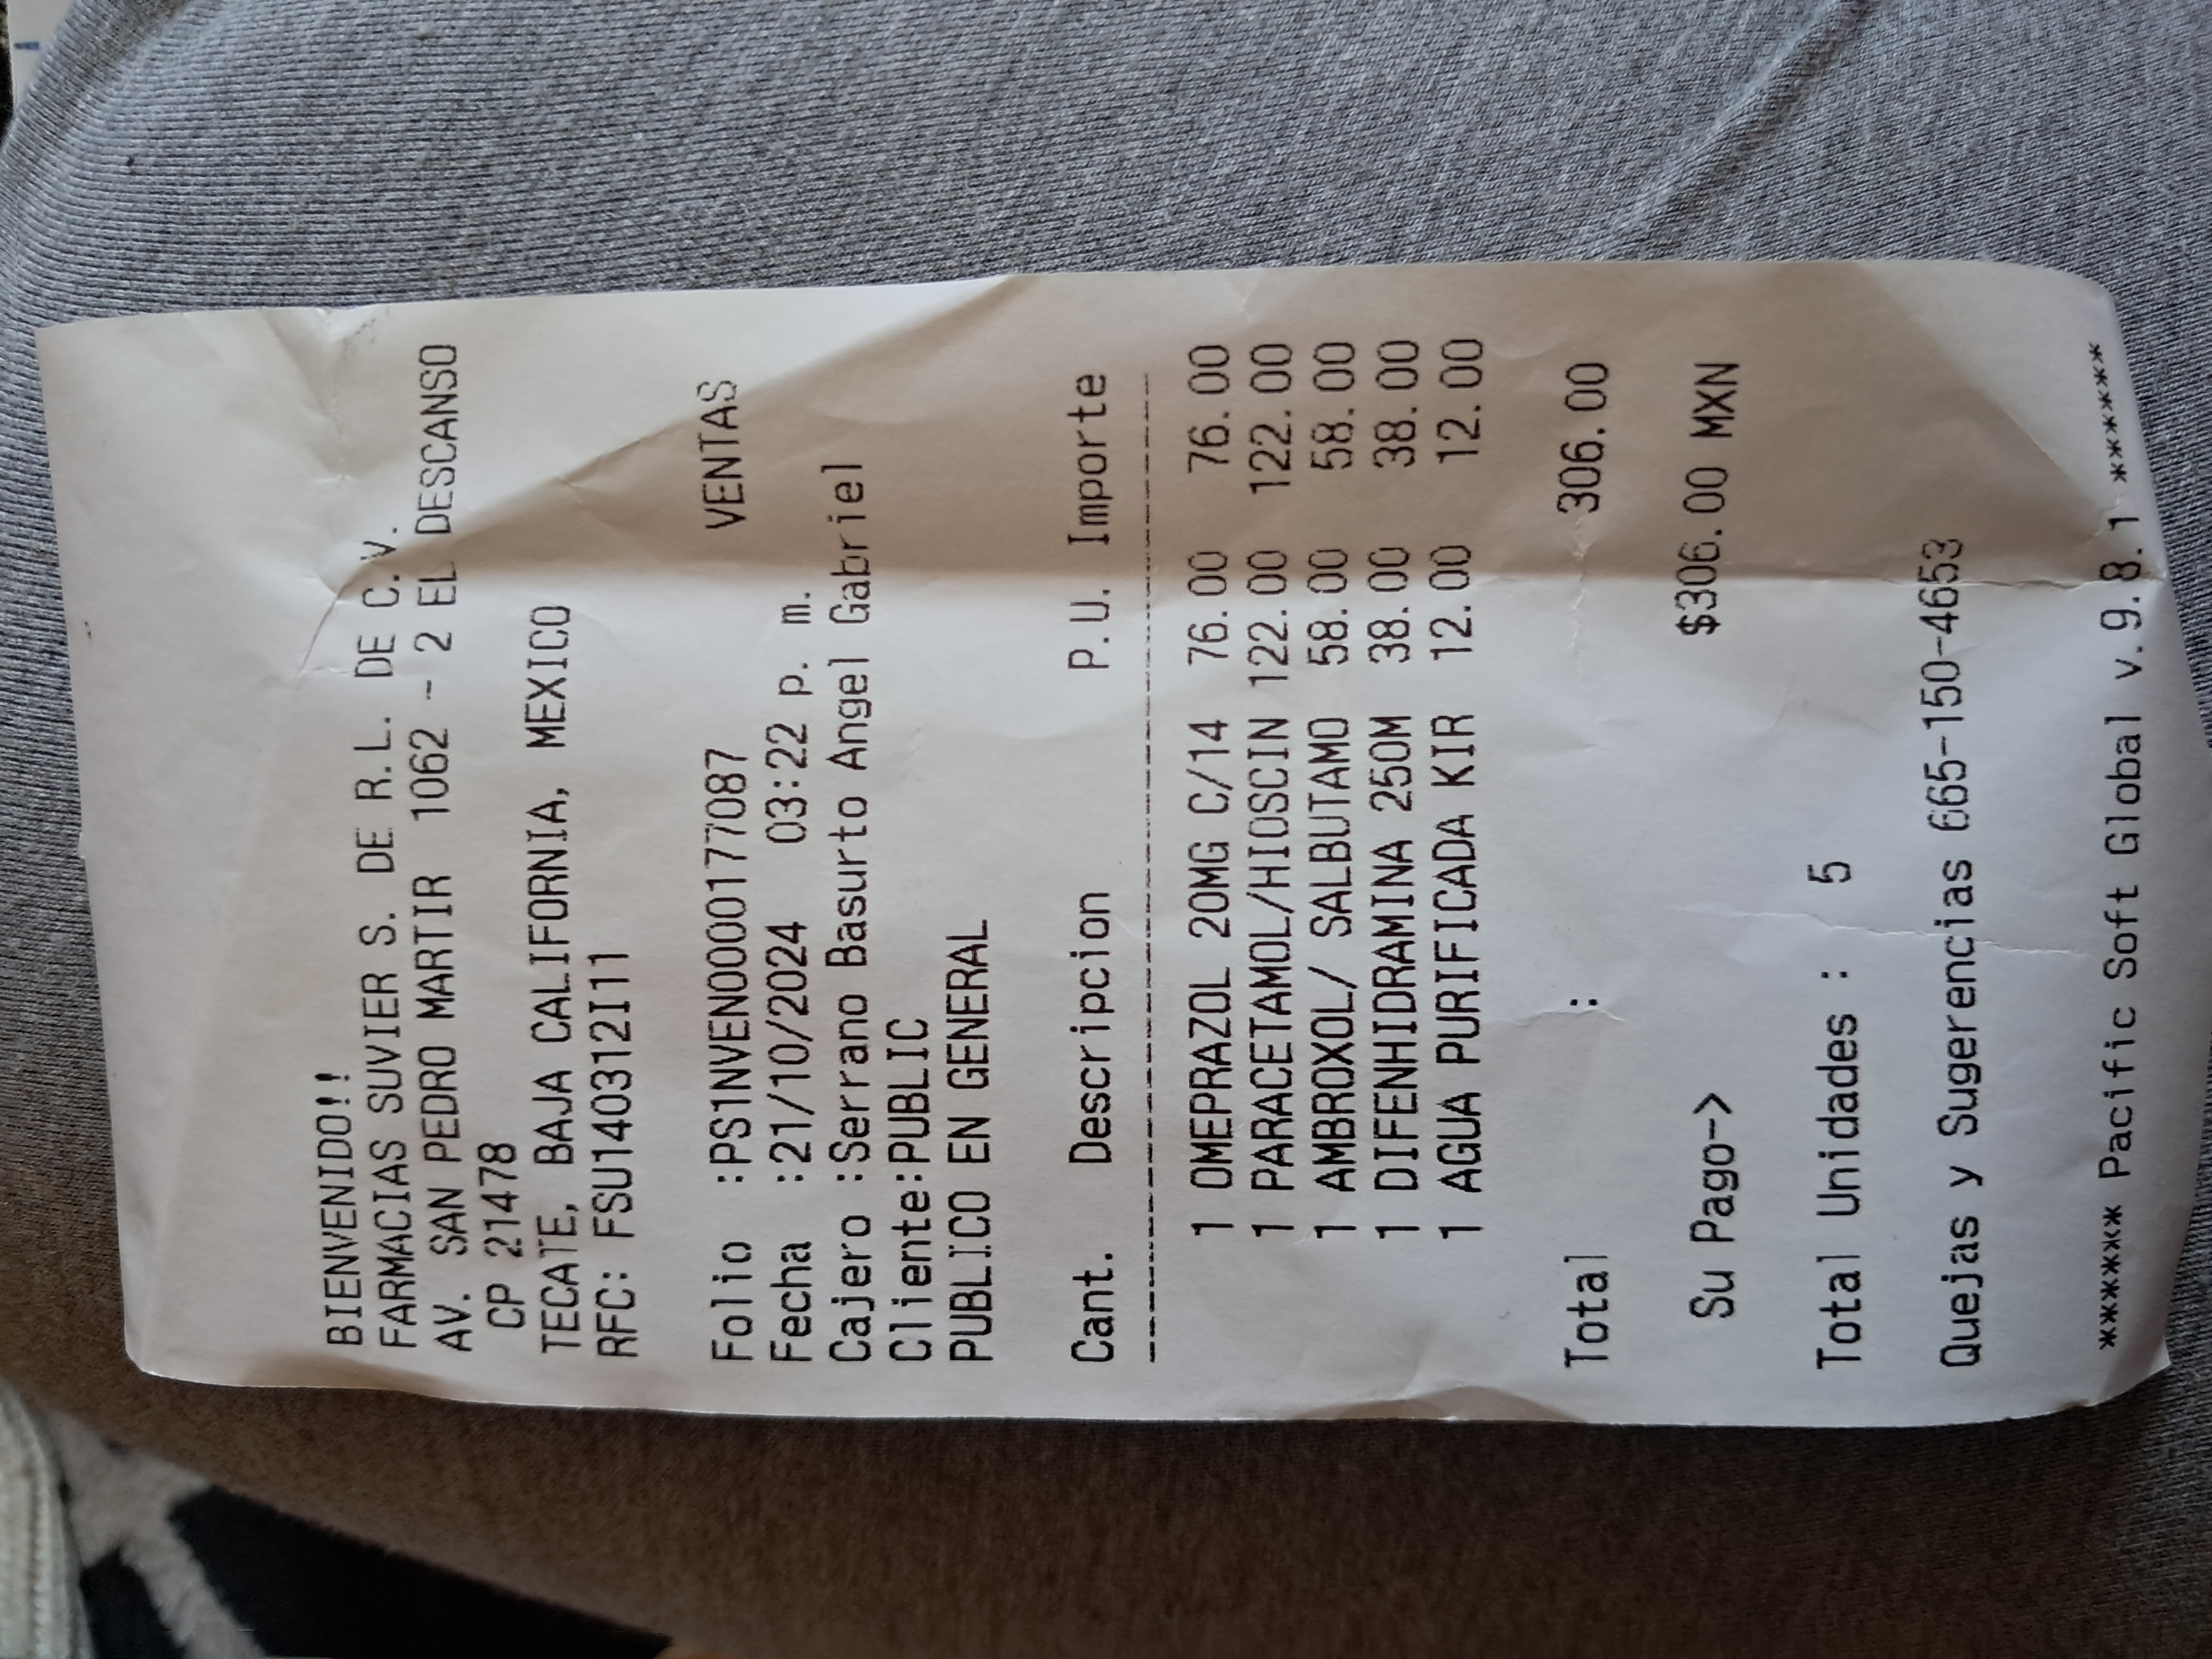 BIENVENIDO!!
FARMACIAS SUVIER S. DE R.L. DE C.V.
AV. SAN PEDRO MARTIR 1062 - 2 EL DESCANSO
CP 21478
TECATE, BAJA CALIFORNIA, MEXICO
RFC: FSU140312I11
VENTAS
Folio :PS1NVEN0000177087
Fecha :21/10/2024 03:22 p. m.
Cajero :Serrano Basurto Angel Gabriel
Cliente:PUBLIC
PUBLICO EN GENERAL
Cant. Descripcion P.U. Importe
1 OMEPRAZOL 20MG C/14 76.00 76.00
1 PARACETAMOL/HIOSCIN 122.00 122.00
1 AMBROXOL/ SALBUTAMO 58.00 58.00
1 DIFENHIDRAMINA 250M 38.00 38.00
1 AGUA PURIFICADA KIR 12.00 12.00
Total : 306.00
Su Pago-> $306.00 MXN
Total Unidades : 5
Quejas y Sugerencias 665-150-4653
****** Pacific Soft Global v.9.8.1 ******